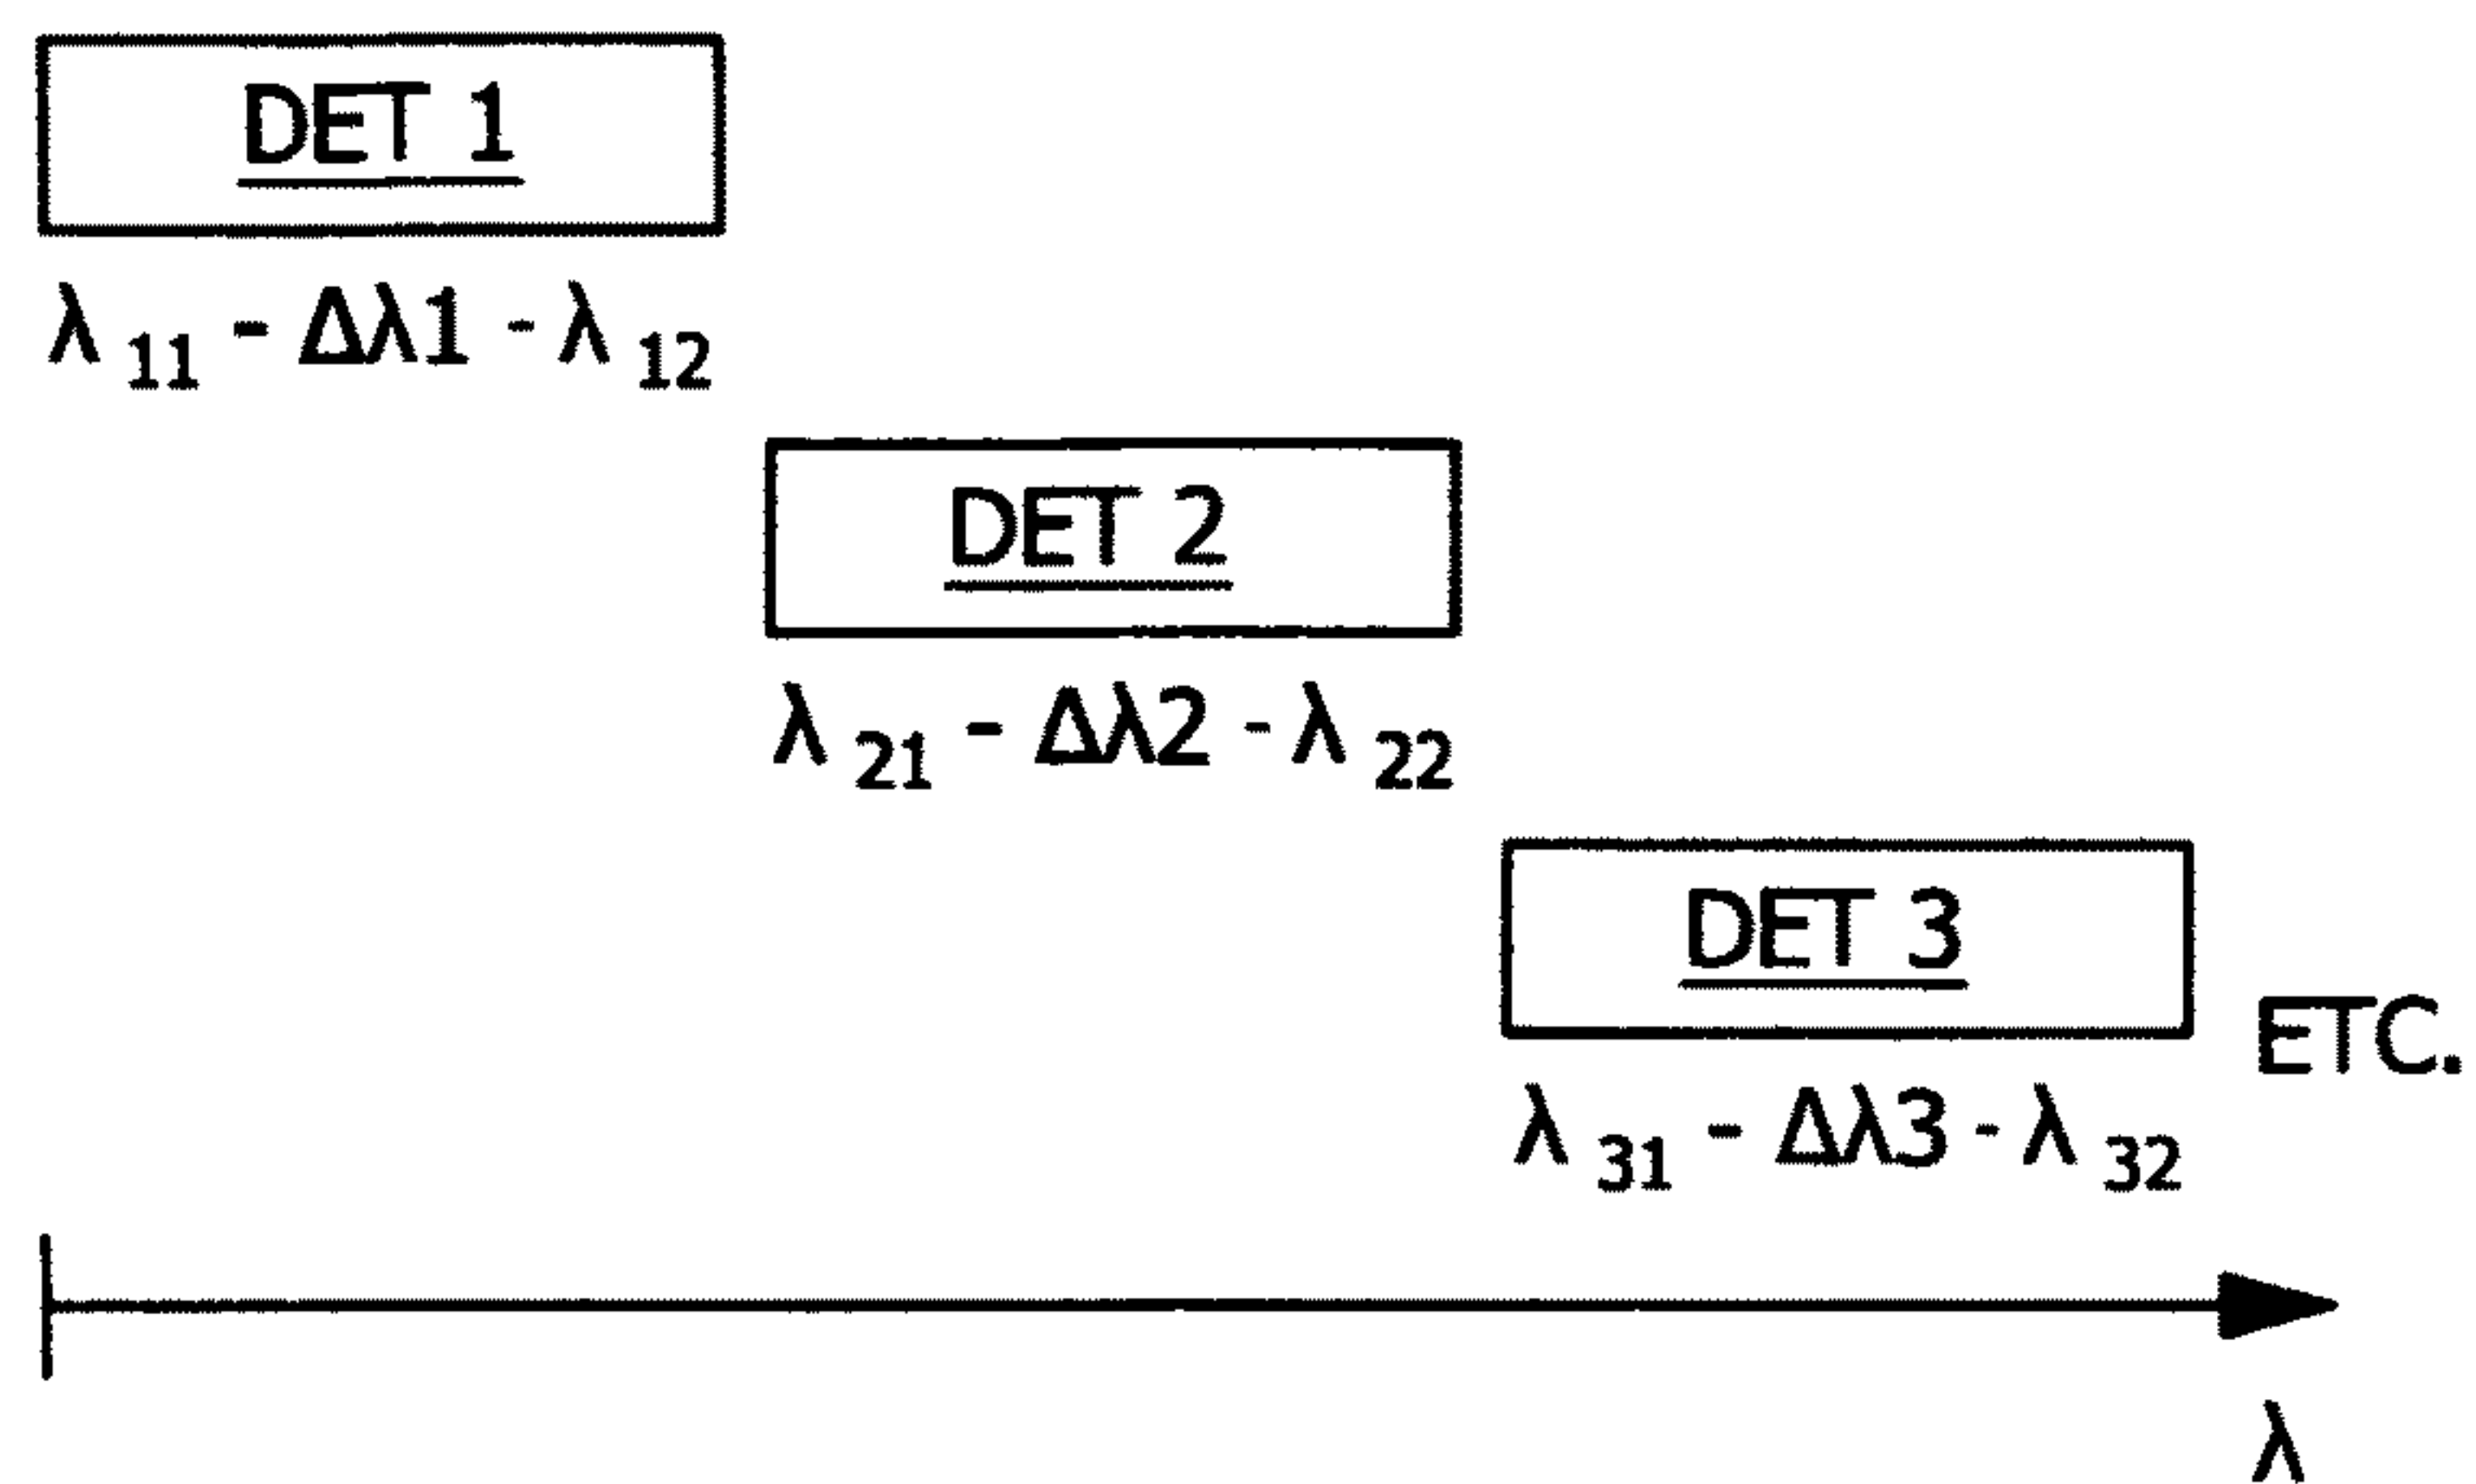 DET 1
λ 11 - Δλ1 - λ 12
DET 2
λ 21 - Δλ2 - λ 22
DET 3
ETC.
λ 31 - Δλ3 - λ 32
λ